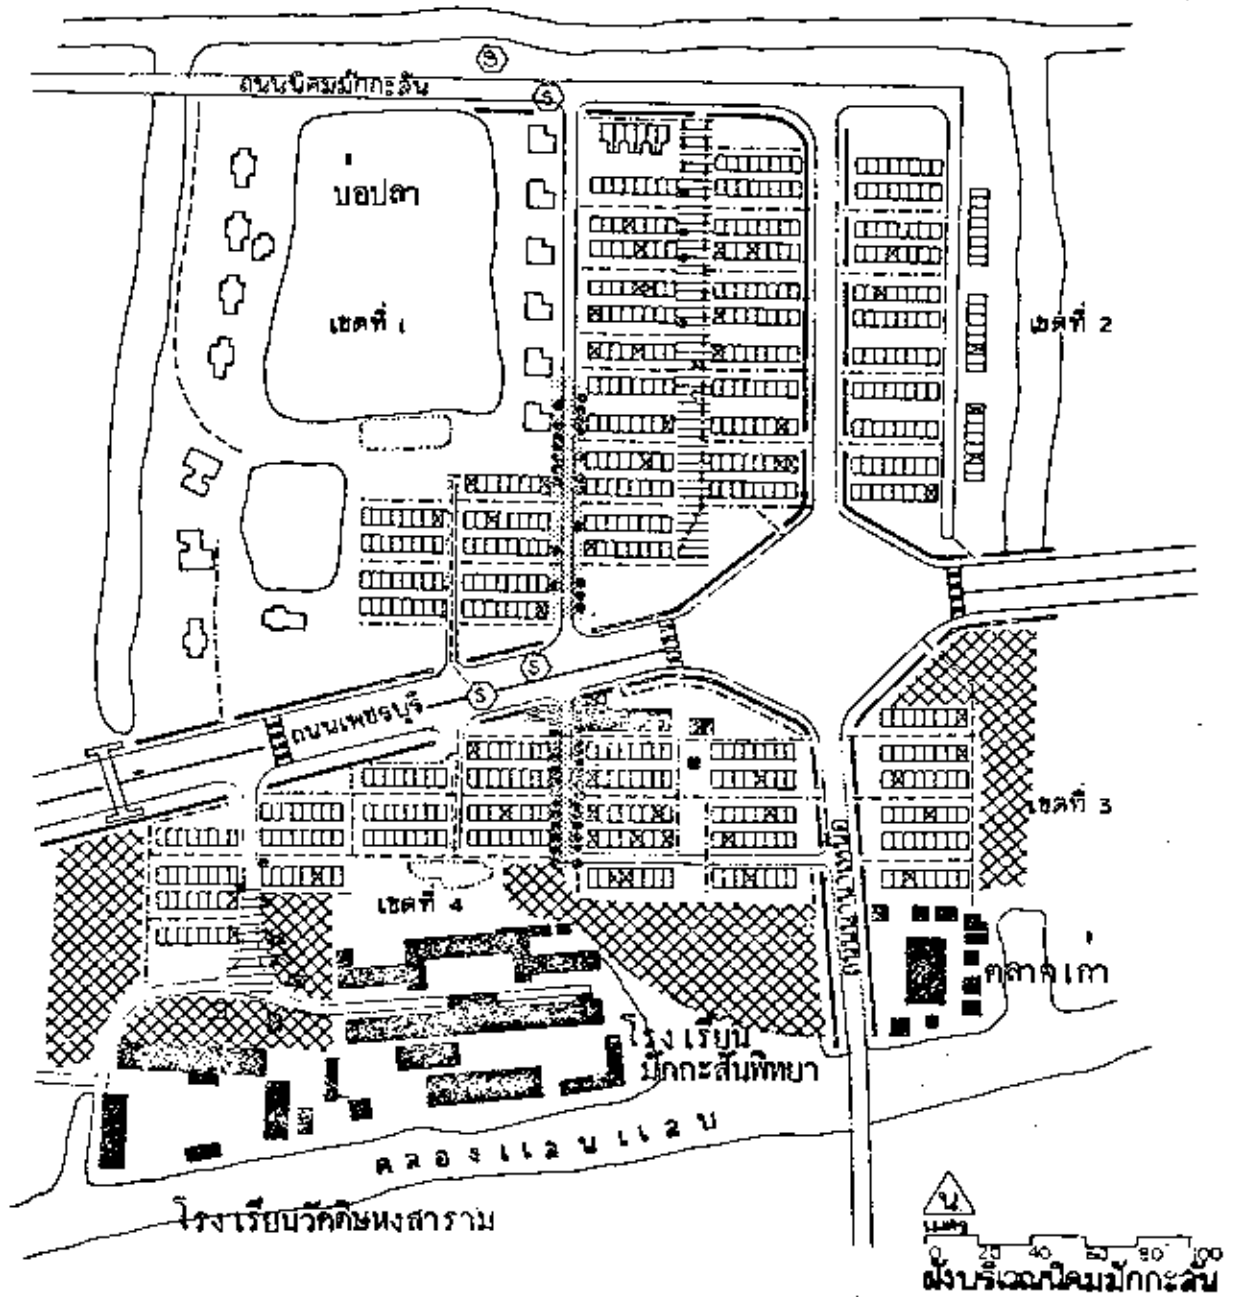 ถนนนิคมมักกะสัน
S
S
บ่อปลา
เขตที่ 1
เขตที่ 2
S
S
ถนนเพชรบุรี
เขตที่ 3
เขตที่ 4
ตลาดเก่า
โรงเรียน
มักกะสันพิทยา
คลองแสนแสบ
โรงเรียนวัดดิษหงสาราม
น
เมตร
0 20 40 60 80 100
ผังบริเวณนิคมมักกะสัน